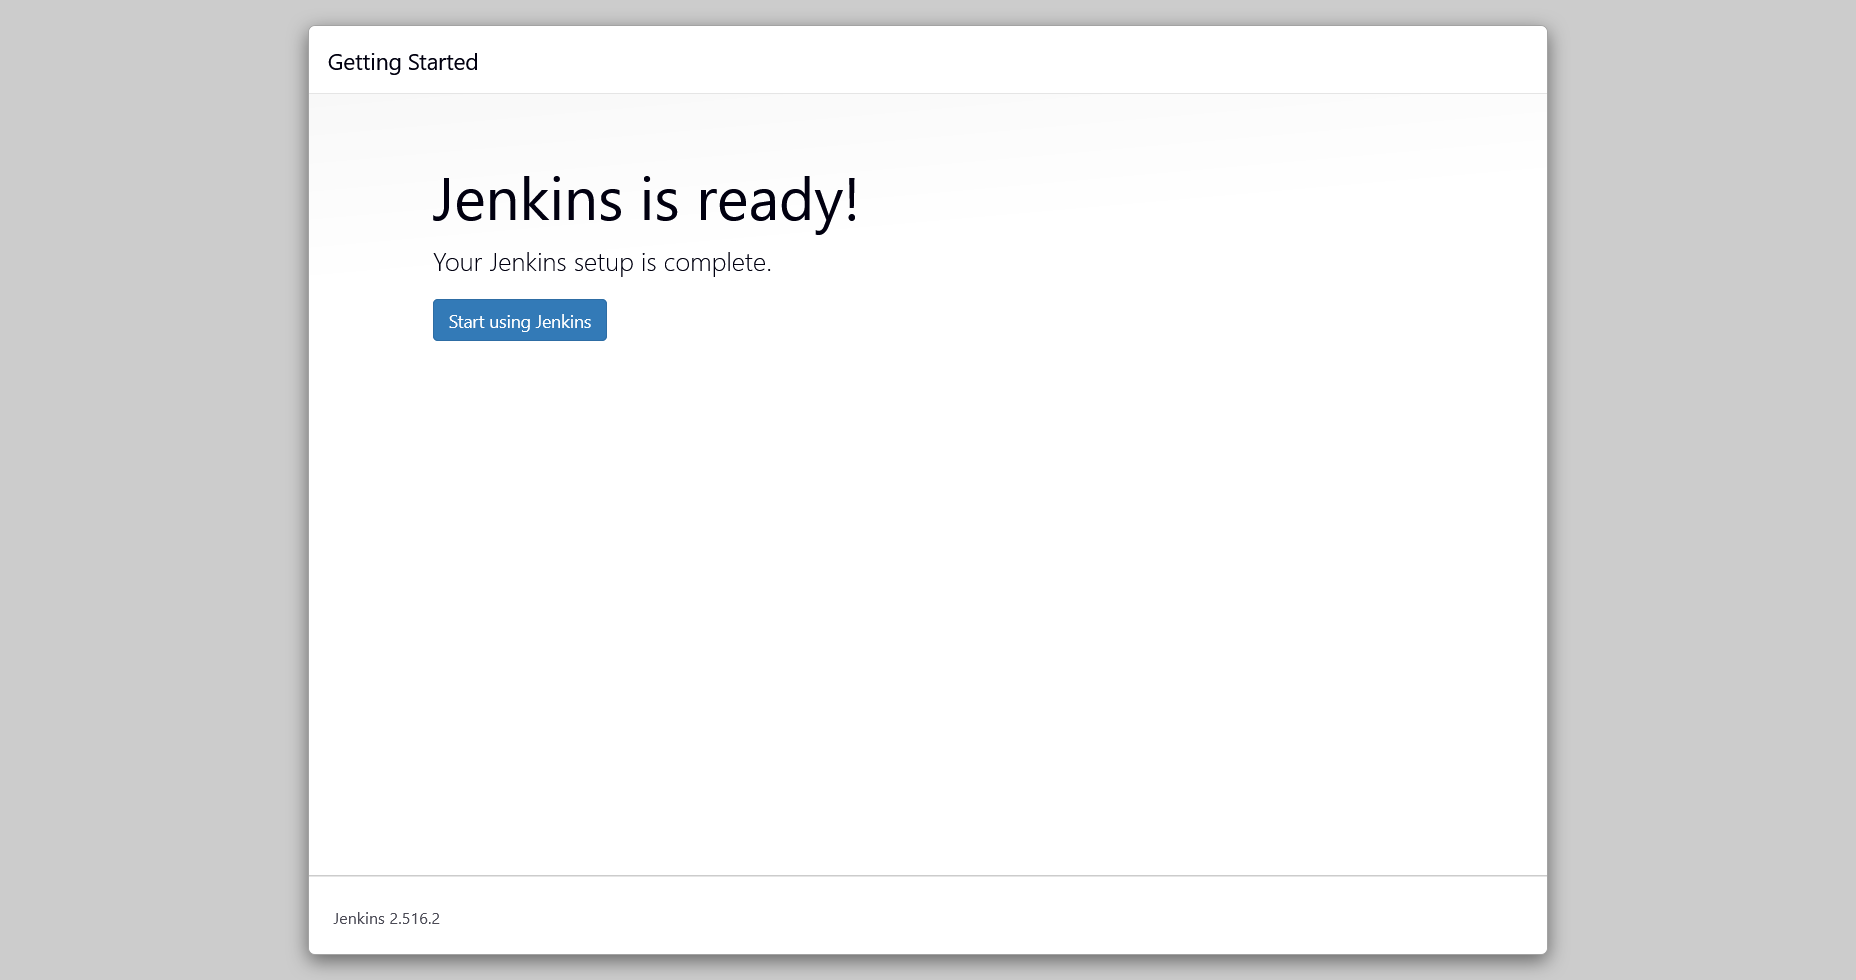 Getting Started
Jenkins is ready!
Your Jenkins setup is complete.
Start using Jenkins
Jenkins 2.516.2